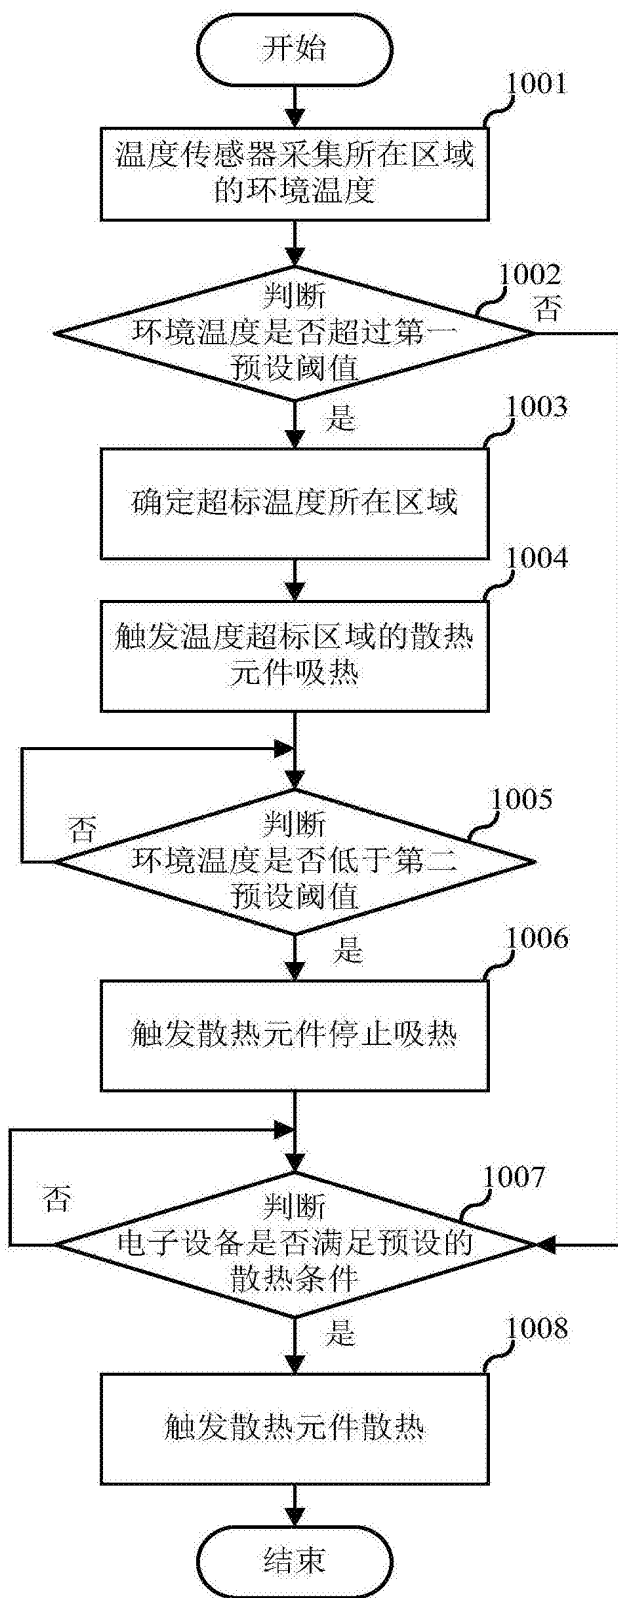 开始
1001
温度传感器采集所在区域
的环境温度
1002
判断
环境温度是否超过第一
预设阈值
否
是
1003
确定超标温度所在区域
1004
触发温度超标区域的散热
元件吸热
1005
判断
环境温度是否低于第二
预设阈值
否
是
1006
触发散热元件停止吸热
1007
判断
电子设备是否满足预设的
散热条件
否
是
1008
触发散热元件散热
结束